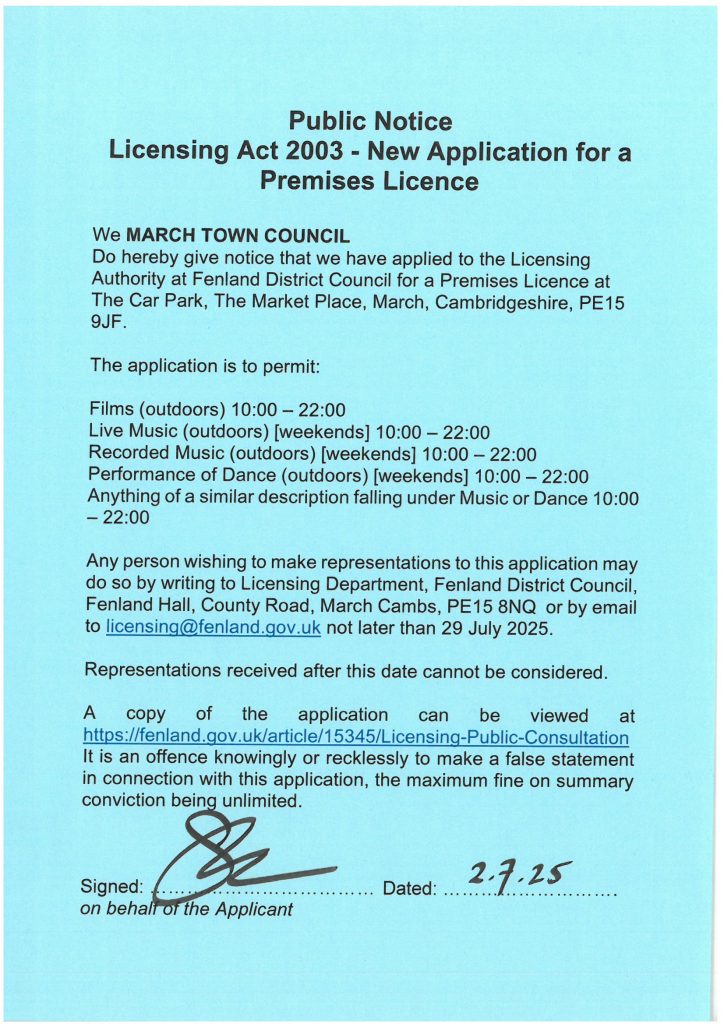 Public Notice
Licensing Act 2003 - New Application for a
Premises Licence
We MARCH TOWN COUNCIL
Do hereby give notice that we have applied to the Licensing
Authority at Fenland District Council for a Premises Licence at
The Car Park, The Market Place, March, Cambridgeshire, PE15
9JF.
The application is to permit:
Films (outdoors) 10:00 – 22:00
Live Music (outdoors) [weekends] 10:00 – 22:00
Recorded Music (outdoors) [weekends] 10:00 – 22:00
Performance of Dance (outdoors) [weekends] 10:00 – 22:00
Anything of a similar description falling under Music or Dance 10:00
– 22:00
Any person wishing to make representations to this application may
do so by writing to Licensing Department, Fenland District Council,
Fenland Hall, County Road, March Cambs, PE15 8NQ or by email
to licensing@fenland.gov.uk not later than 29 July 2025.
Representations received after this date cannot be considered.
A copy of the application can be viewed at
https://fenland.gov.uk/article/15345/Licensing-Public-Consultation
It is an offence knowingly or recklessly to make a false statement
in connection with this application, the maximum fine on summary
conviction being unlimited.
Signed: ……………………………… Dated: 2.7.25
on behalf of the Applicant